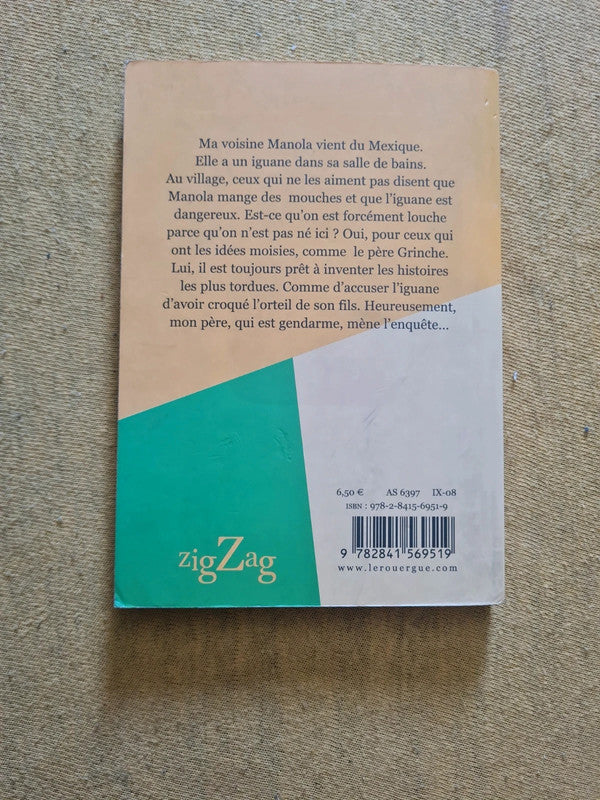 Ma voisine Manola vient du Mexique.
Elle a un iguane dans sa salle de bains.
Au village, ceux qui ne les aiment pas disent que
Manola mange des mouches et que l'iguane est
dangereux. Est-ce qu'on est forcément louche
parce qu'on n'est pas né ici ? Oui, pour ceux qui
ont les idées moisies, comme le père Grinche.
Lui, il est toujours prêt à inventer les histoires
les plus tordues. Comme d'accuser l'iguane
d'avoir croqué l'orteil de son fils. Heureusement,
mon père, qui est gendarme, mène l'enquête...
6,50 € AS 6397 IX-08
ISBN : 978-2-8415-6951-9
9 782841 569519
www.lerouergue.com
zigZag